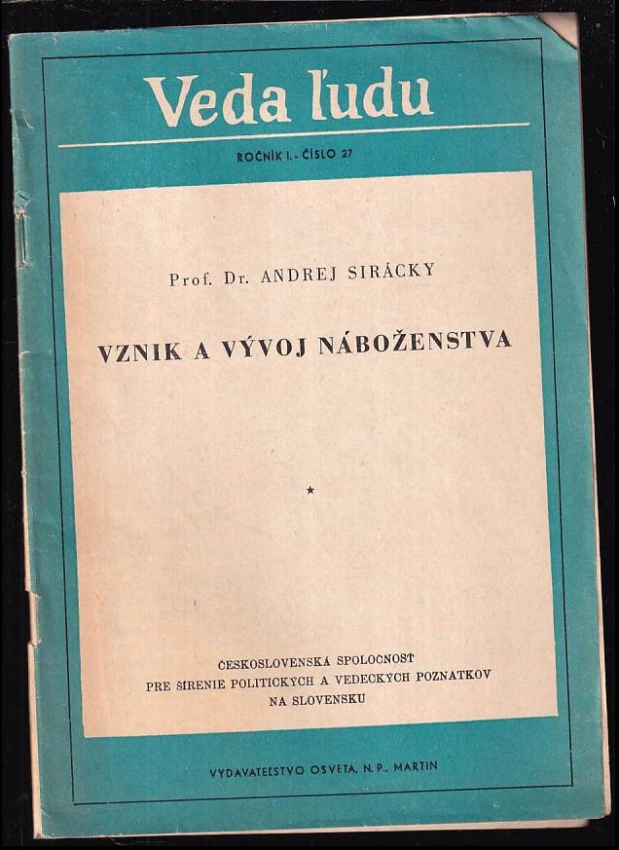 Veda ľudu
ROČNÍK I. - ČÍSLO 27
Prof. Dr. ANDREJ SIRÁCKY
VZNIK A VÝVOJ NÁBOŽENSTVA
★
ČESKOSLOVENSKÁ SPOLOČNOSŤ
PRE ŠÍRENIE POLITICKÝCH A VEDECKÝCH POZNATKOV
NA SLOVENSKU
VYDAVATEĽSTVO OSVETA, N. P., MARTIN